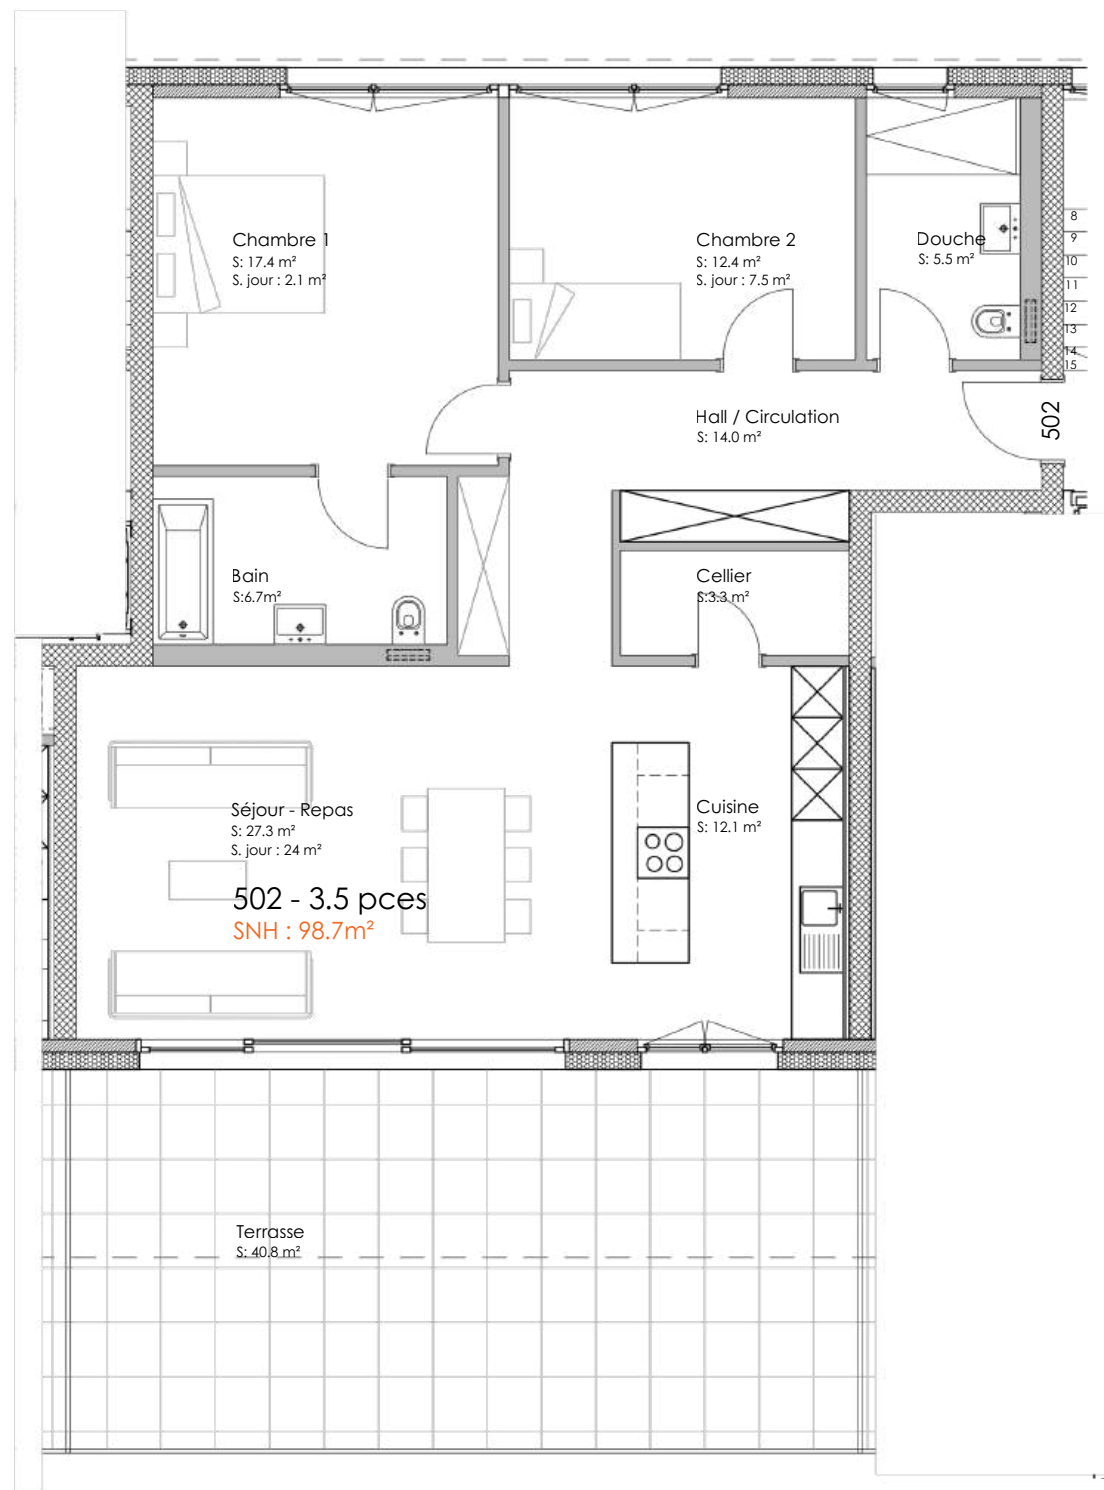 Chambre 1
S: 17.4 m²
S. jour : 2.1 m²
Chambre 2
S: 12.4 m²
S. jour : 7.5 m²
Douche
S: 5.5 m²
8
9
10
11
12
13
14
15
Hall / Circulation
S: 14.0 m²
502
Bain
S:6.7m²
Cellier
S:3.3 m²
Séjour - Repas
S: 27.3 m²
S. jour : 24 m²
Cuisine
S: 12.1 m²
502 - 3.5 pces
SNH : 98.7m²
Terrasse
S: 40.8 m²